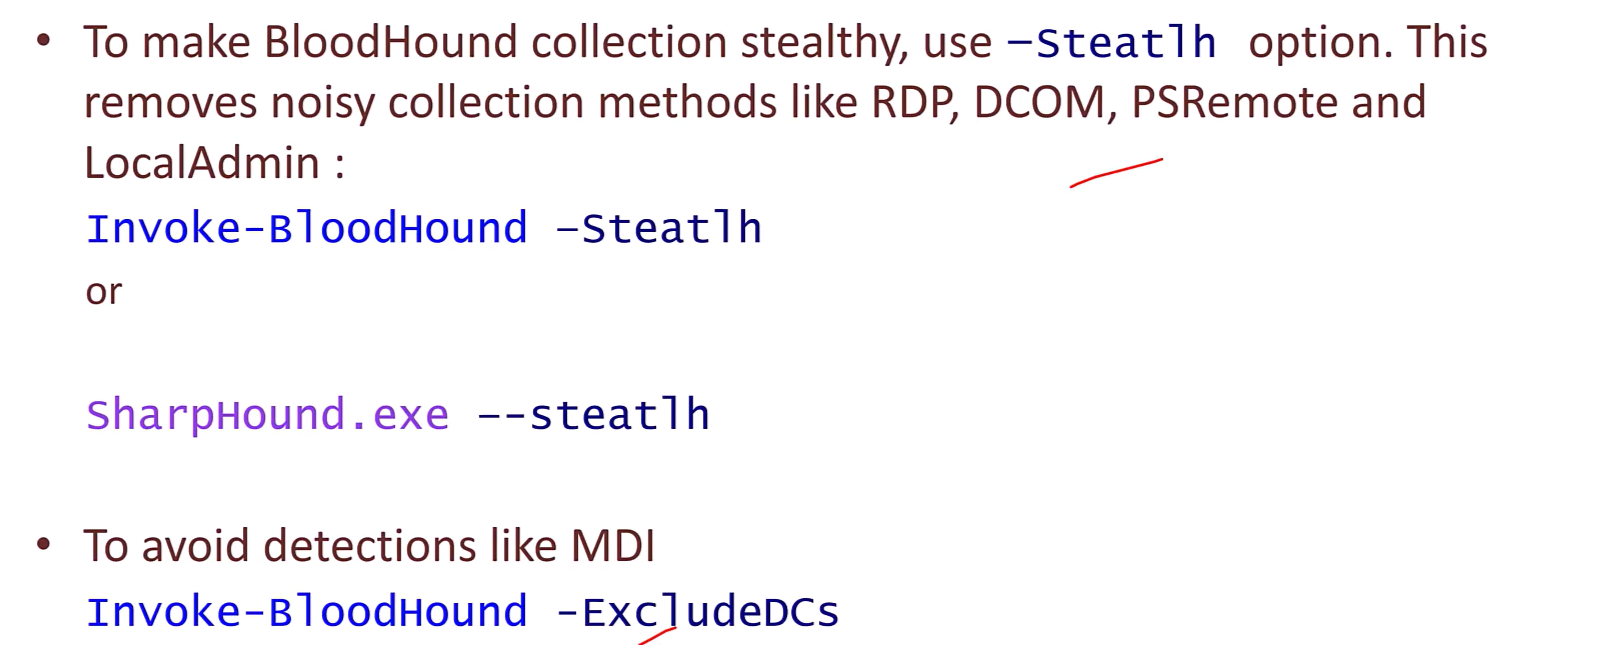 • To make BloodHound collection stealthy, use –Steatlh option. This
removes noisy collection methods like RDP, DCOM, PSRemote and
LocalAdmin :
Invoke-BloodHound –Steatlh
or
SharpHound.exe –-steatlh
• To avoid detections like MDI
Invoke-BloodHound -ExcludeDCs